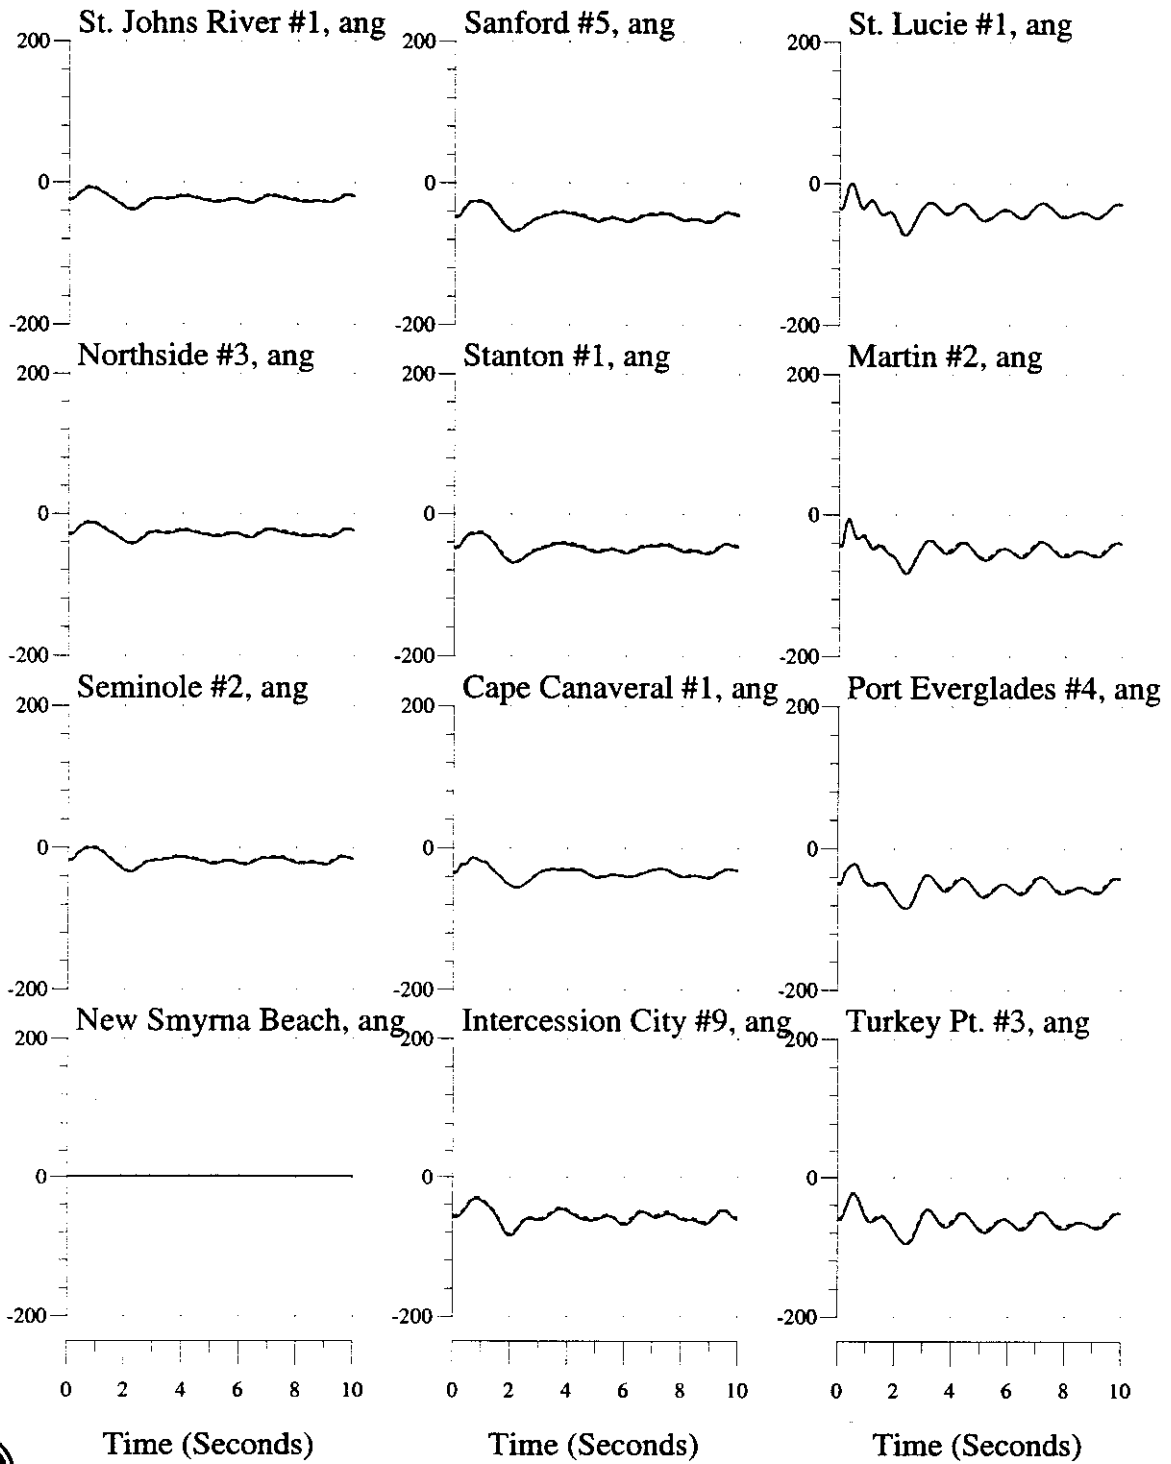 St. Johns River #1, ang
200
0
-200
Sanford #5, ang
200
0
-200
St. Lucie #1, ang
200
0
-200
Northside #3, ang
200
0
-200
Stanton #1, ang
200
0
-200
Martin #2, ang
200
0
-200
Seminole #2, ang
200
0
-200
Cape Canaveral #1, ang
200
0
-200
Port Everglades #4, ang
200
0
-200
New Smyrna Beach, ang
200
0
-200
0 2 4 6 8 10
Time (Seconds)
Intercession City #9, ang
200
0
-200
0 2 4 6 8 10
Time (Seconds)
Turkey Pt. #3, ang
200
0
-200
0 2 4 6 8 10
Time (Seconds)